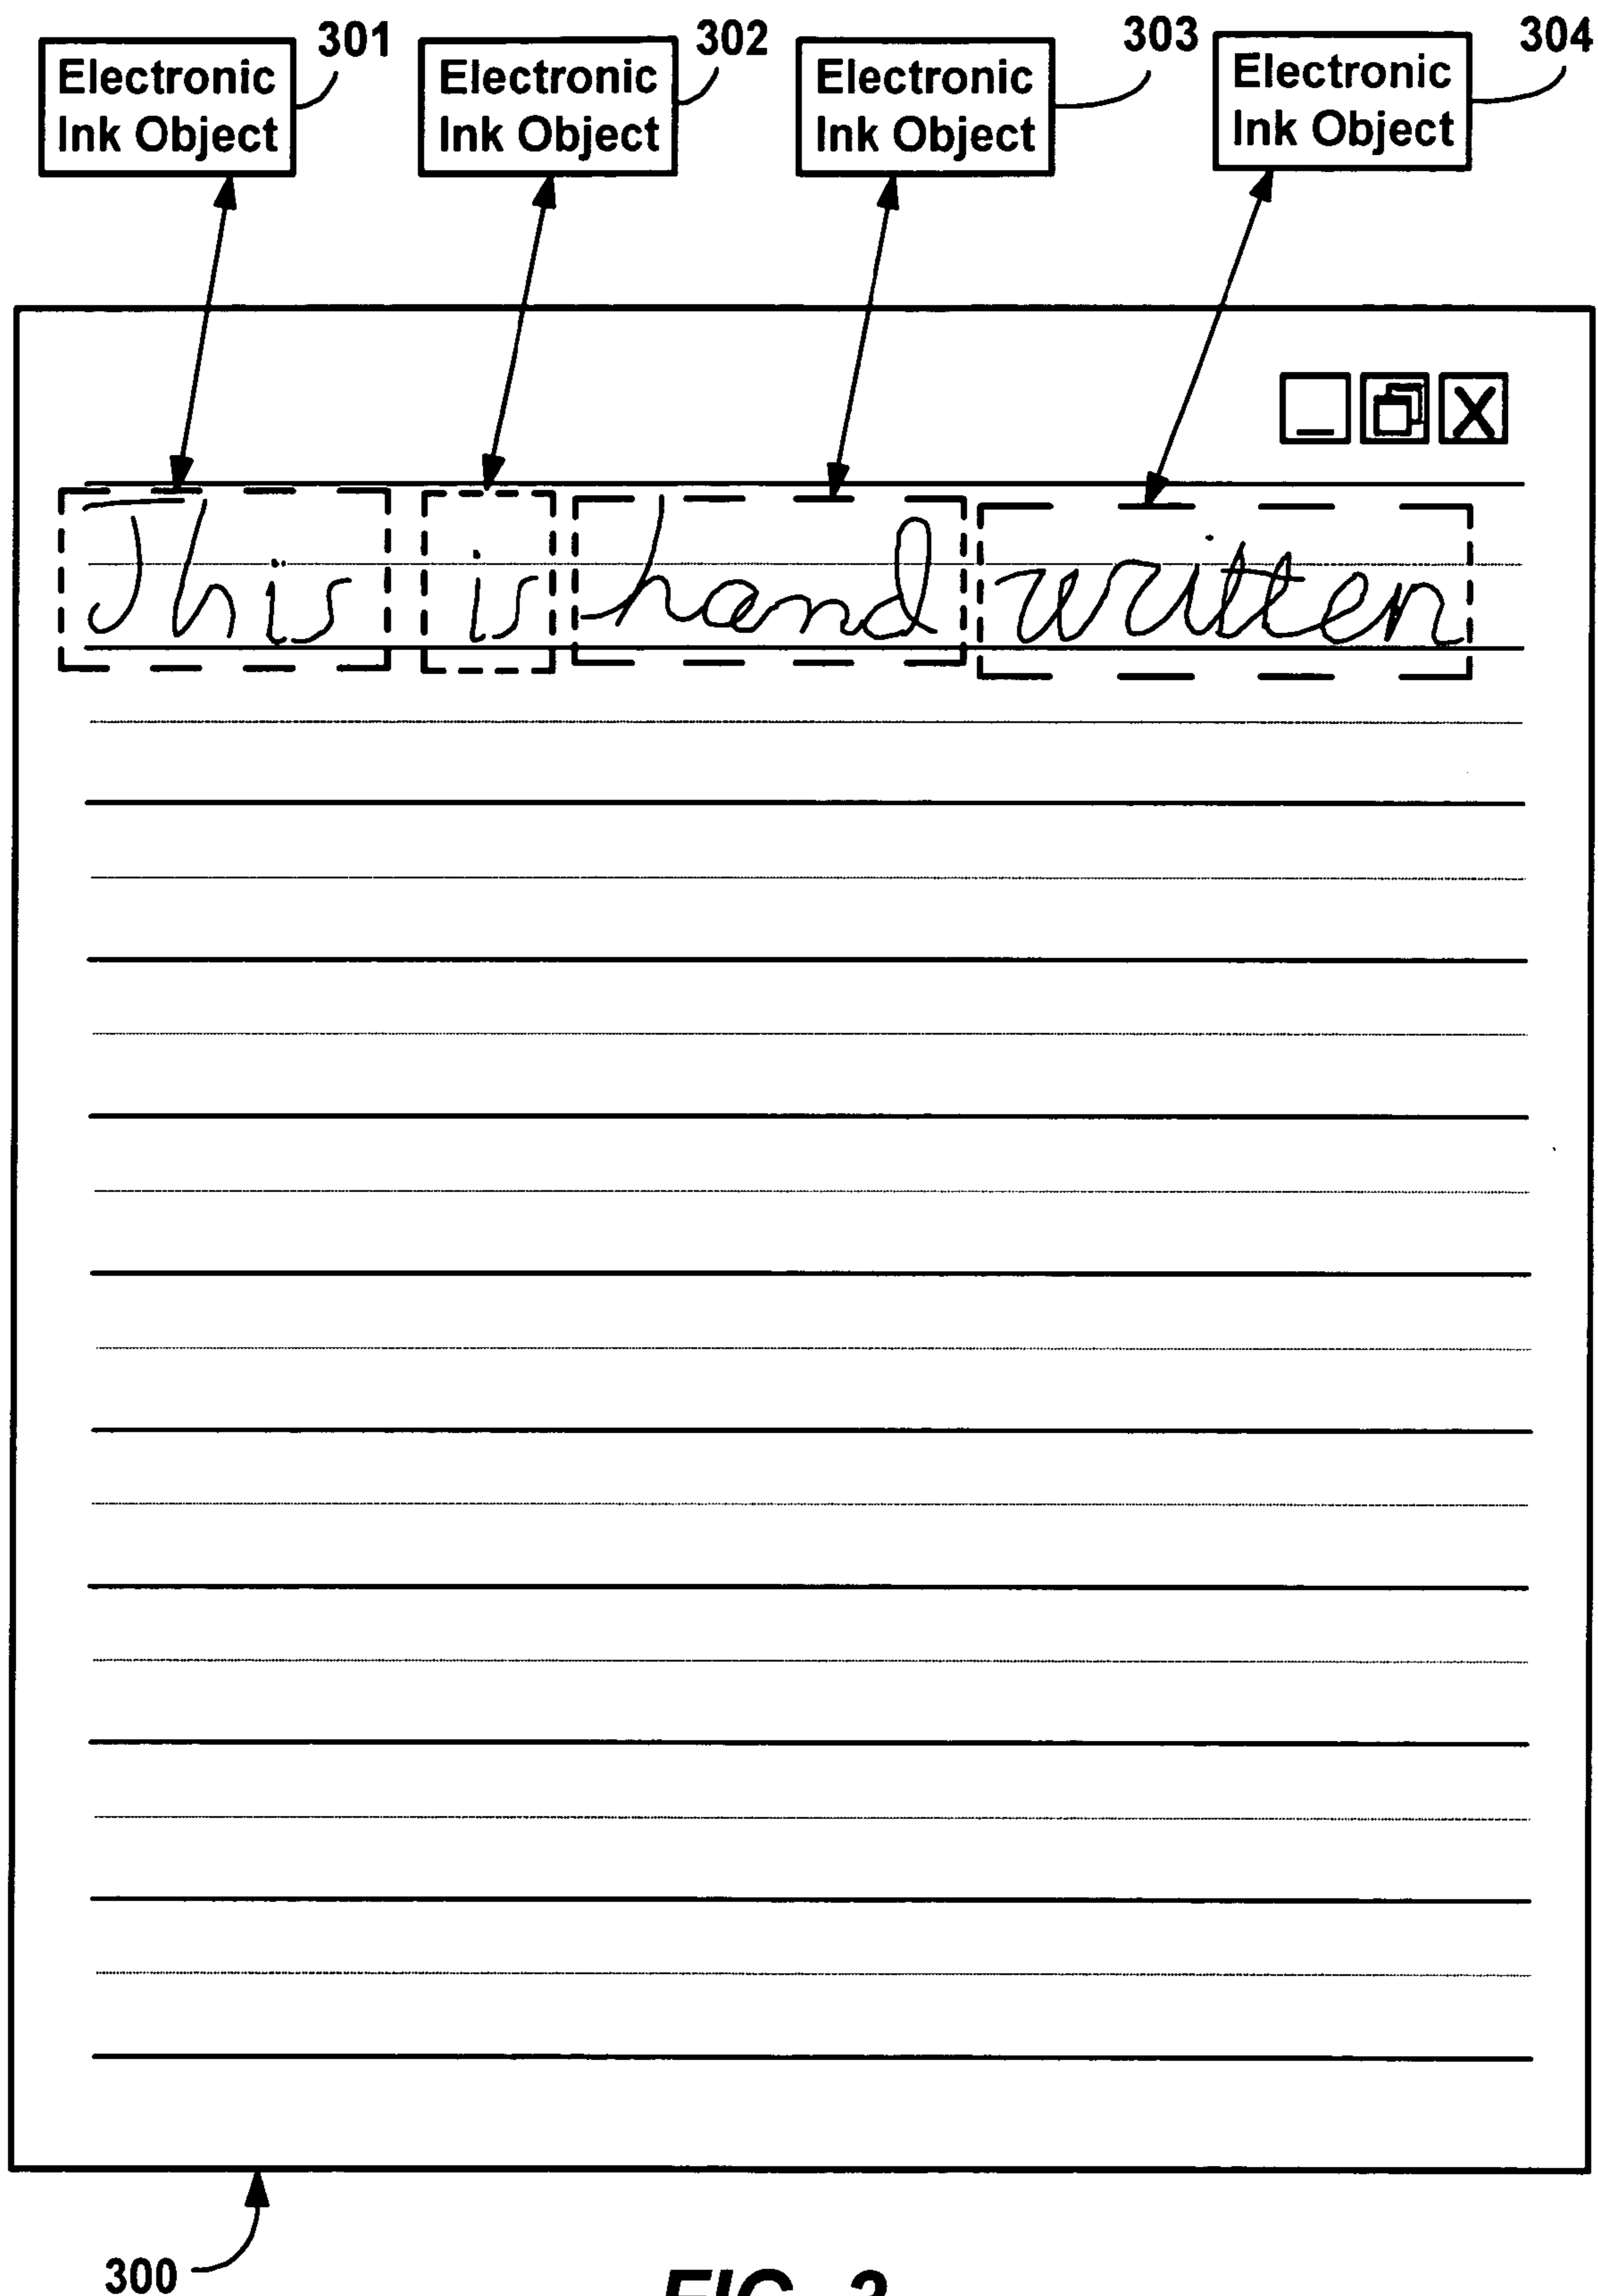 301 302 303 304
Electronic Electronic Electronic Electronic
Ink Object Ink Object Ink Object Ink Object
X
This is hand written
300
FIG.